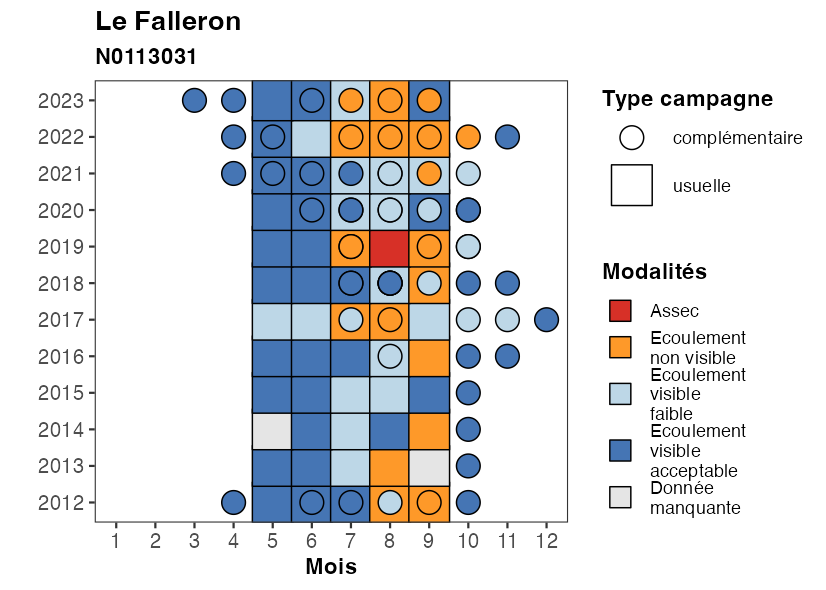 Le Falleron
N0113031
2023
2022
2021
2020
2019
2018
2017
2016
2015
2014
2013
2012
1 2 3 4 5 6 7 8 9 10 11 12
Mois
Type campagne
complémentaire
usuelle
Modalités
Assec
Ecoulement
non visible
Ecoulement
visible
faible
Ecoulement
visible
acceptable
Donnée
manquante